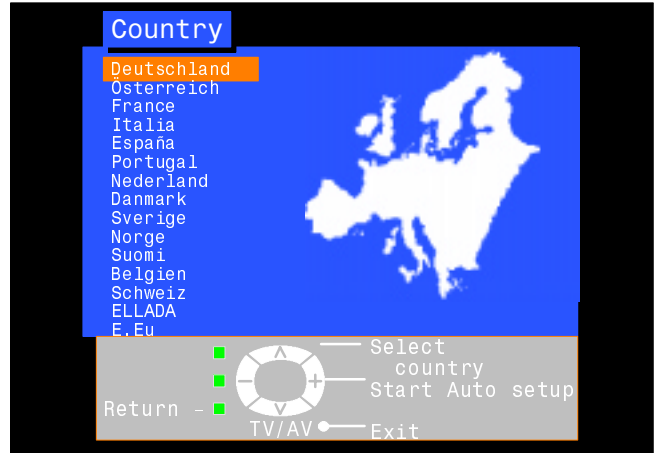 Country
Deutschland
Österreich
France
Italia
España
Portugal
Nederland
Danmark
Sverige
Norge
Suomi
Belgien
Schweiz
ELLADA
E.Eu
Select
country
Start Auto setup
Return
TV/AV
Exit